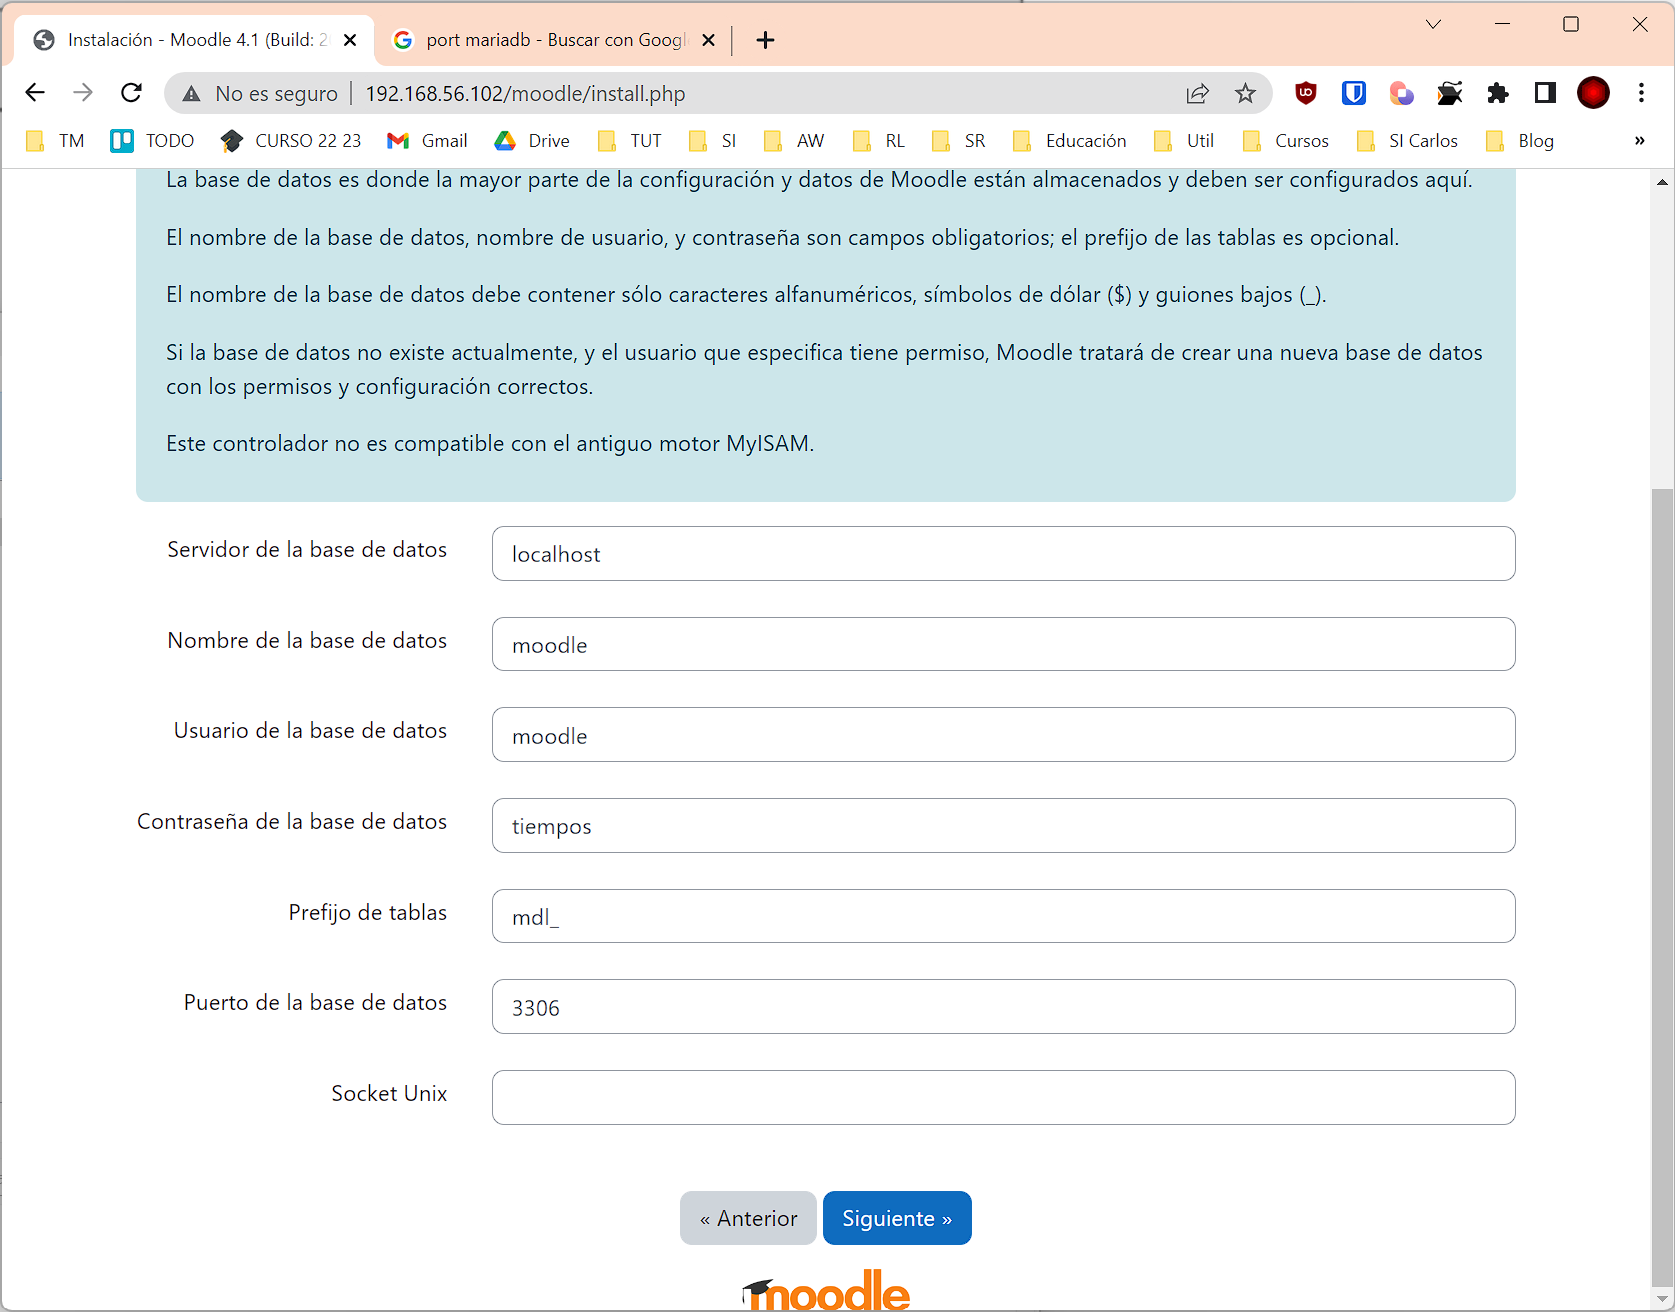 Instalación - Moodle 4.1 (Build: 2
port mariadb - Buscar con Googl
No es seguro
192.168.56.102/moodle/install.php
TM
TODO
CURSO 22 23
Gmail
Drive
TUT
SI
AW
RL
SR
Educación
Util
Cursos
SI Carlos
Blog
»
La base de datos es donde la mayor parte de la configuración y datos de Moodle están almacenados y deben ser configurados aquí.
El nombre de la base de datos, nombre de usuario, y contraseña son campos obligatorios; el prefijo de las tablas es opcional.
El nombre de la base de datos debe contener sólo caracteres alfanuméricos, símbolos de dólar ($) y guiones bajos (_).
Si la base de datos no existe actualmente, y el usuario que especifica tiene permiso, Moodle tratará de crear una nueva base de datos
con los permisos y configuración correctos.
Este controlador no es compatible con el antiguo motor MyISAM.
Servidor de la base de datos
localhost
Nombre de la base de datos
moodle
Usuario de la base de datos
moodle
Contraseña de la base de datos
tiempos
Prefijo de tablas
mdl_
Puerto de la base de datos
3306
Socket Unix
« Anterior
Siguiente »
moodle